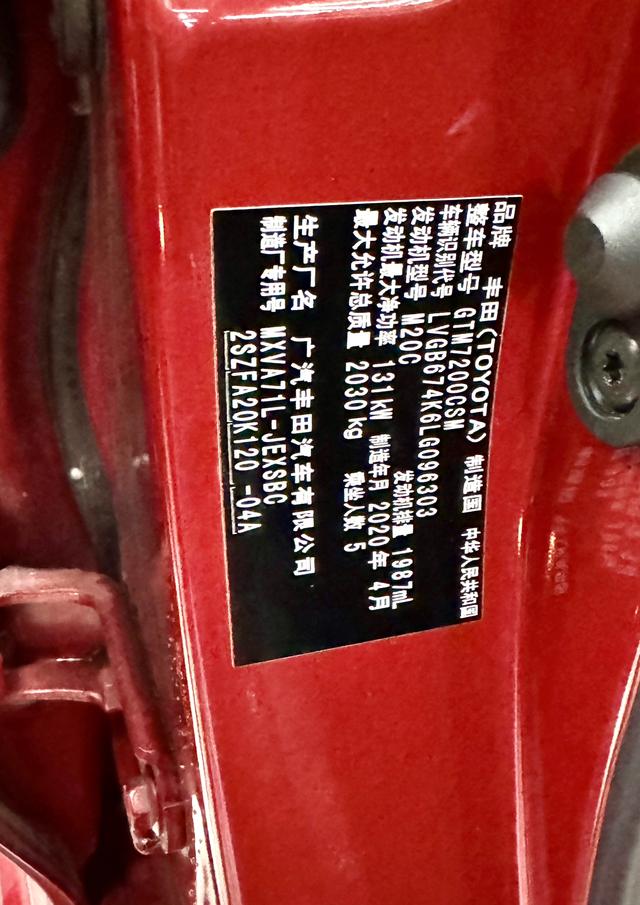 品牌 丰田(TOYOTA) 制造国 中华人民共和国
整车型号 GTM7200CSM
车辆识别代号 LVGB674K6LG096303
发动机型号 M20C 发动机排量 1987mL
发动机最大净功率 131kW 制造年月 2020年 4月
最大允许总质量 2030kg 乘坐人数 5
生产厂名 广汽丰田汽车有限公司
制造厂专用号 MXVA71L-JEXSBC
2SZFA20K120 -04A